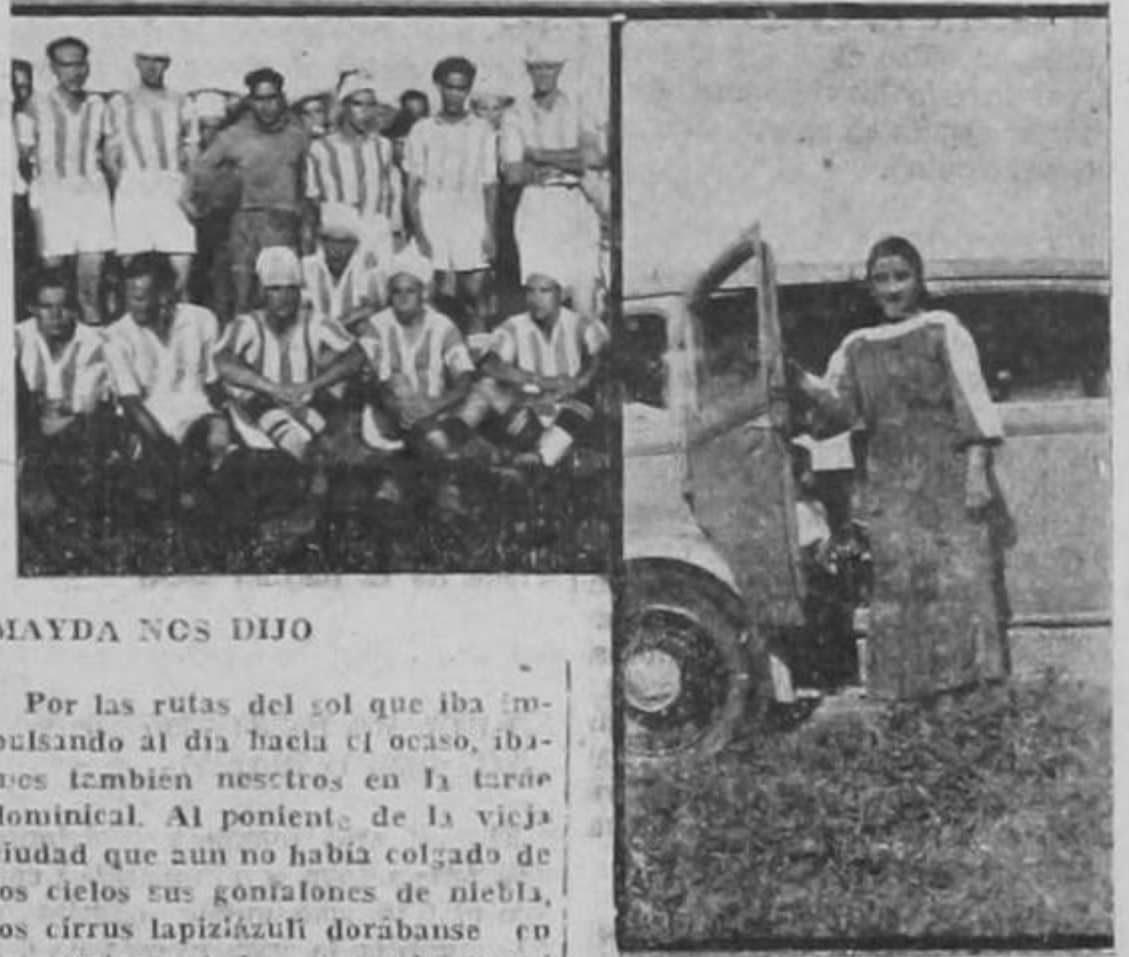 MAYDA NOS DIJO
Por las rutas del sol que iba im-
pulsando al día hacia el ocaso, íba-
nos también nosotros en la tarde
dominical. Al poniente de la vieja
ciudad que aun no había colgado de
los cielos sus gonfalones de niebla,
los cirrus lapizlázuli dorábanse en